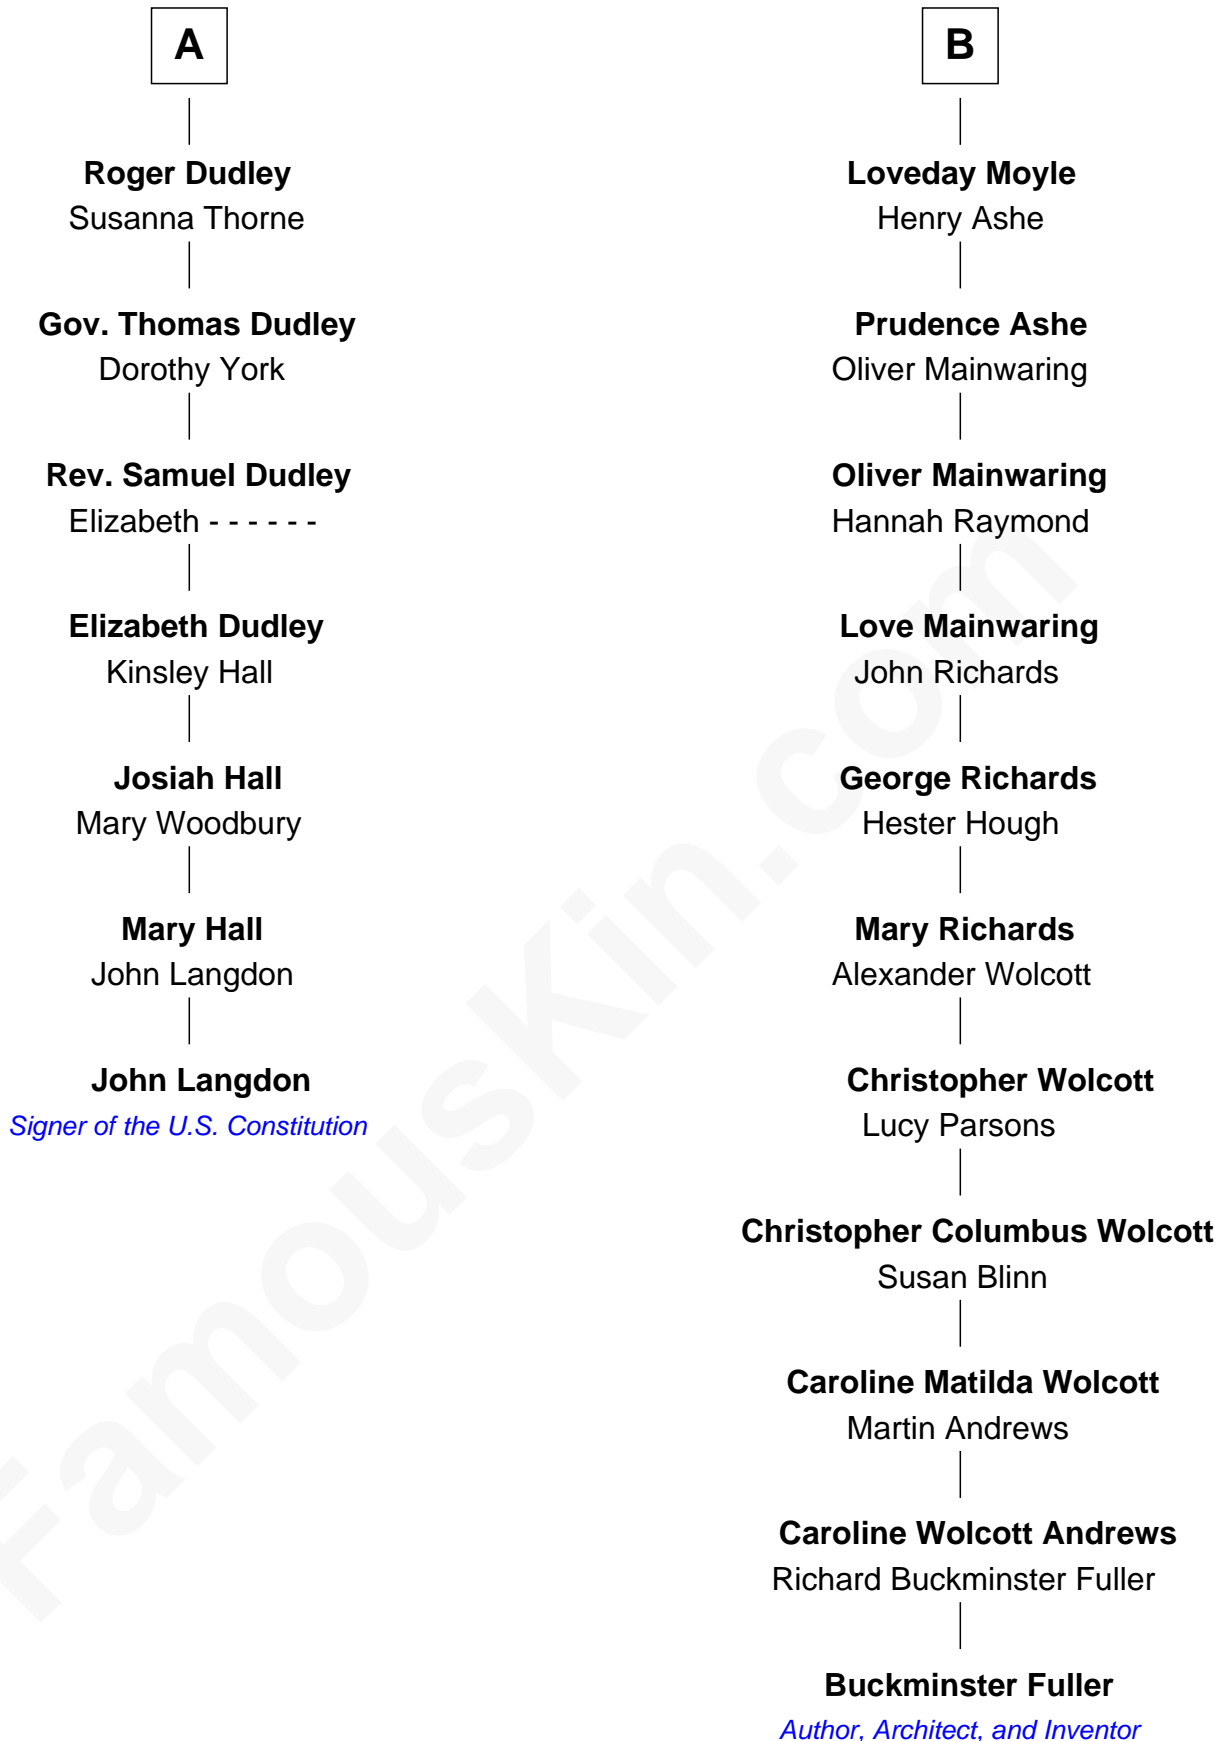 A
Roger Dudley
Susanna Thorne
Gov. Thomas Dudley
Dorothy York
Rev. Samuel Dudley
Elizabeth - - - - - -
Elizabeth Dudley
Kinsley Hall
Josiah Hall
Mary Woodbury
Mary Hall
John Langdon
John Langdon
Signer of the U.S. Constitution
B
Loveday Moyle
Henry Ashe
Prudence Ashe
Oliver Mainwaring
Oliver Mainwaring
Hannah Raymond
Love Mainwaring
John Richards
George Richards
Hester Hough
Mary Richards
Alexander Wolcott
Christopher Wolcott
Lucy Parsons
Christopher Columbus Wolcott
Susan Blinn
Caroline Matilda Wolcott
Martin Andrews
Caroline Wolcott Andrews
Richard Buckminster Fuller
Buckminster Fuller
Author, Architect, and Inventor
FamousKin.com